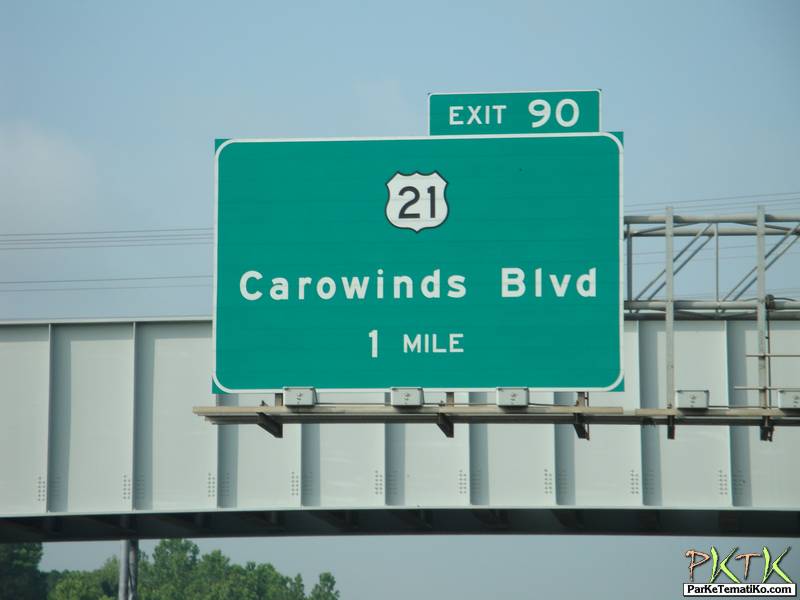 EXIT 90
21
Carowinds Blvd
1 MILE
PKTK
ParKeTematiKo.com